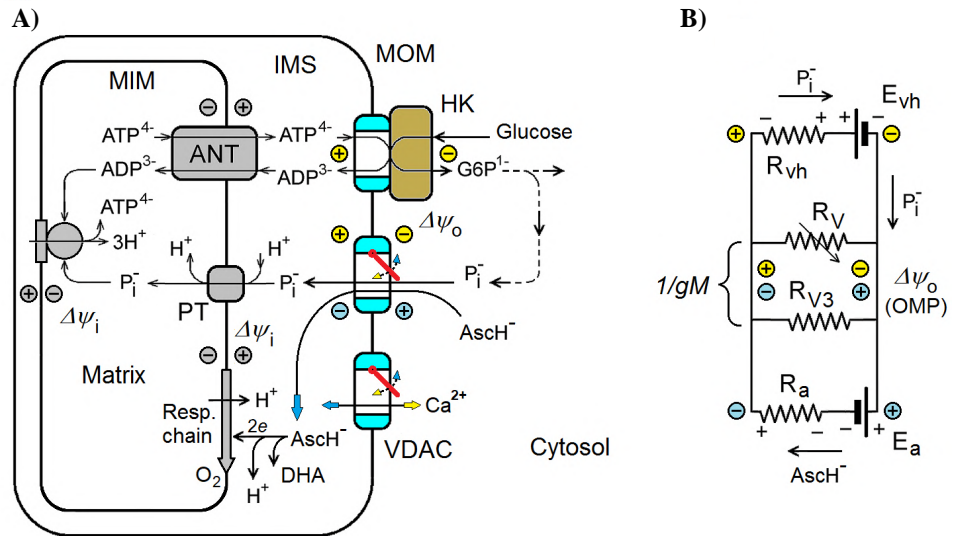 A)
B)
MOM
IMS
MIM
HK
ATP4-
ATP4-
Glucose
ANT
ADP3-
ADP3-
G6P1-
ATP4-
3H+
H+
H+
Δψo
Pi-
Pi-
Pi-
PT
Δψi
Δψi
AscH-
Matrix
Resp.
chain
H+
Ca2+
2e
AscH-
VDAC
Cytosol
O2
DHA
H+
Pi-
Evh
Rvh
Pi-
RV
1/gM
Δψo
(OMP)
RV3
Ra
Ea
AscH-